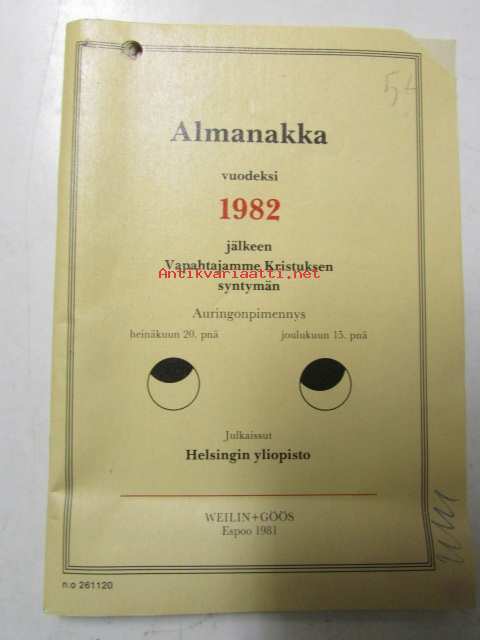 5,-
Almanakka
vuodeksi
1982
jälkeen
Vapahtajamme Kristuksen
Antikvariaatti.net
syntymän
Auringonpimennys
heinäkuun 20. pnä joulukuun 15. pnä
Julkaissut
Helsingin yliopisto
WEILIN+GÖÖS
Espoo 1981
n:o 261120